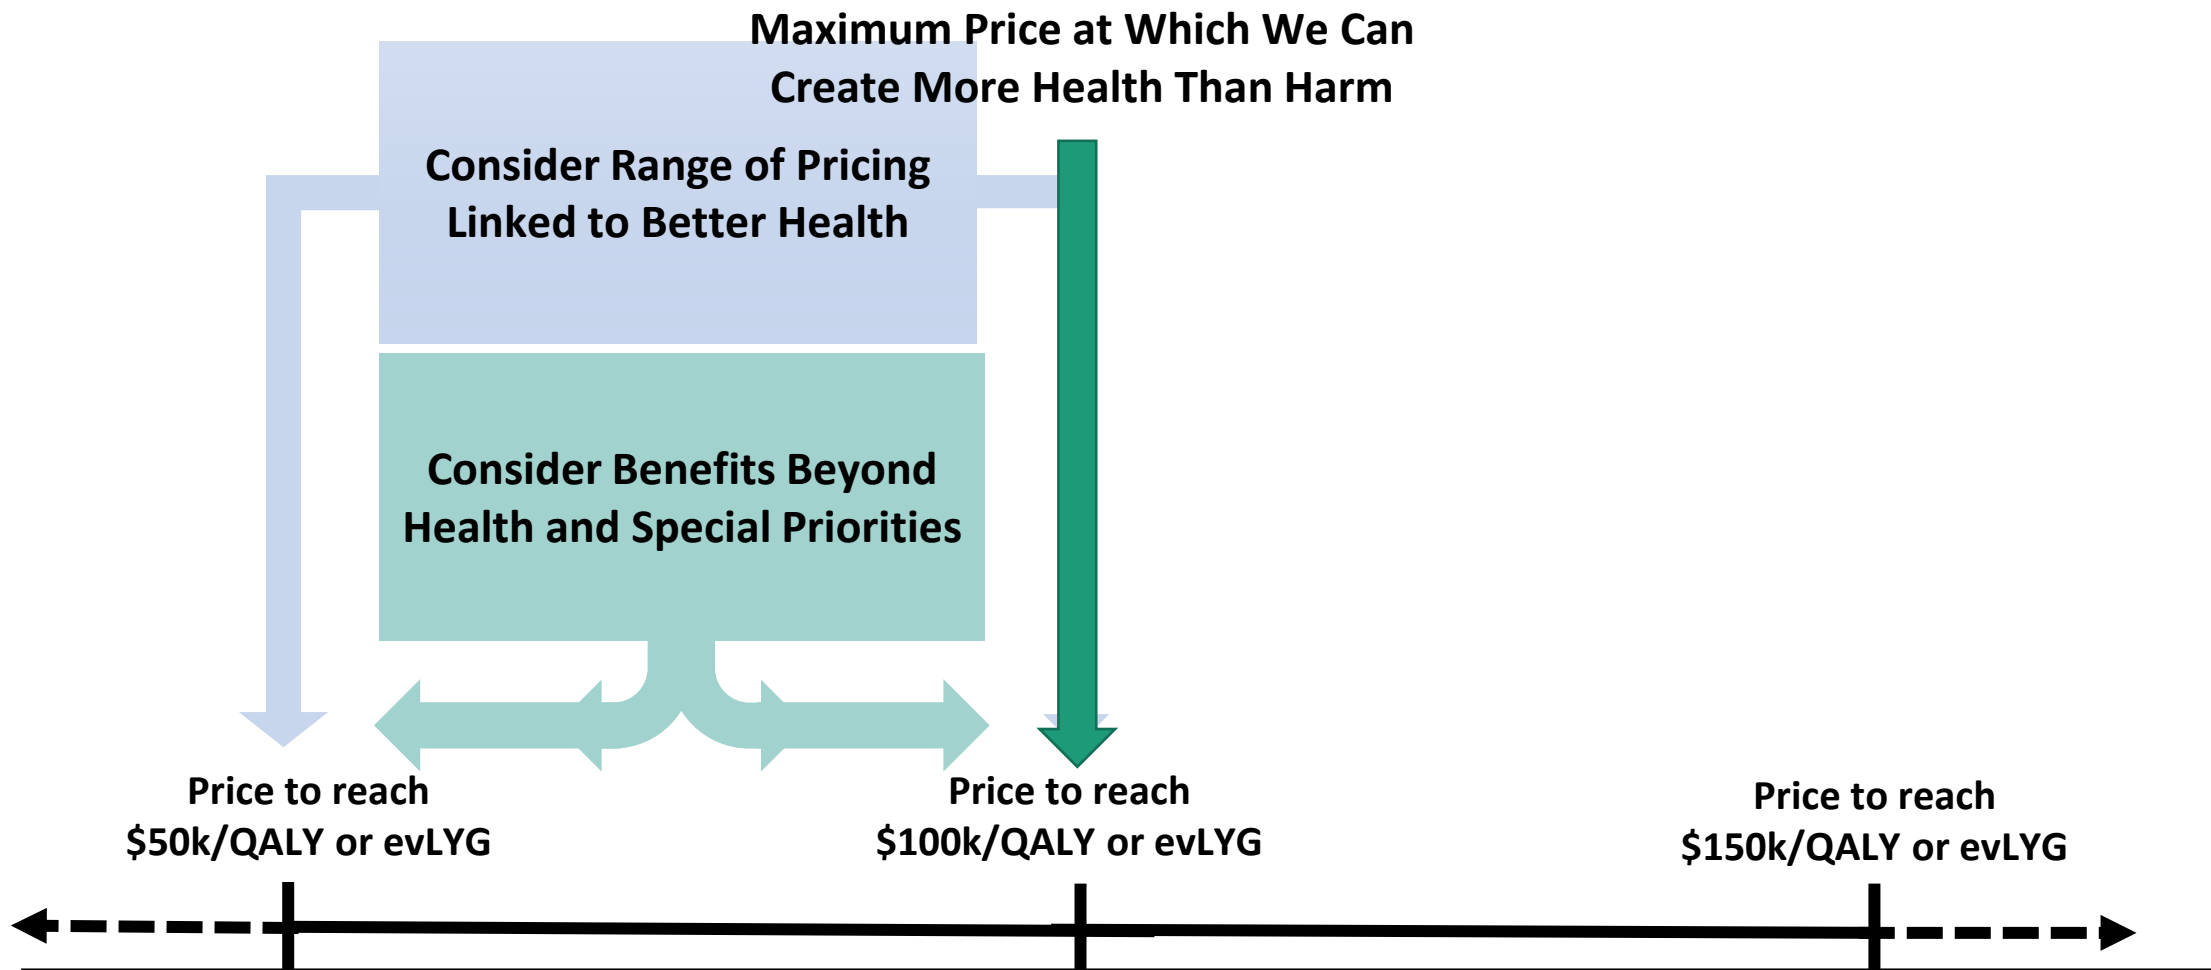 Maximum Price at Which We Can
Create More Health Than Harm
Consider Range of Pricing
Linked to Better Health
Consider Benefits Beyond
Health and Special Priorities
Price to reach
$50k/QALY or evLYG
Price to reach
$100k/QALY or evLYG
Price to reach
$150k/QALY or evLYG